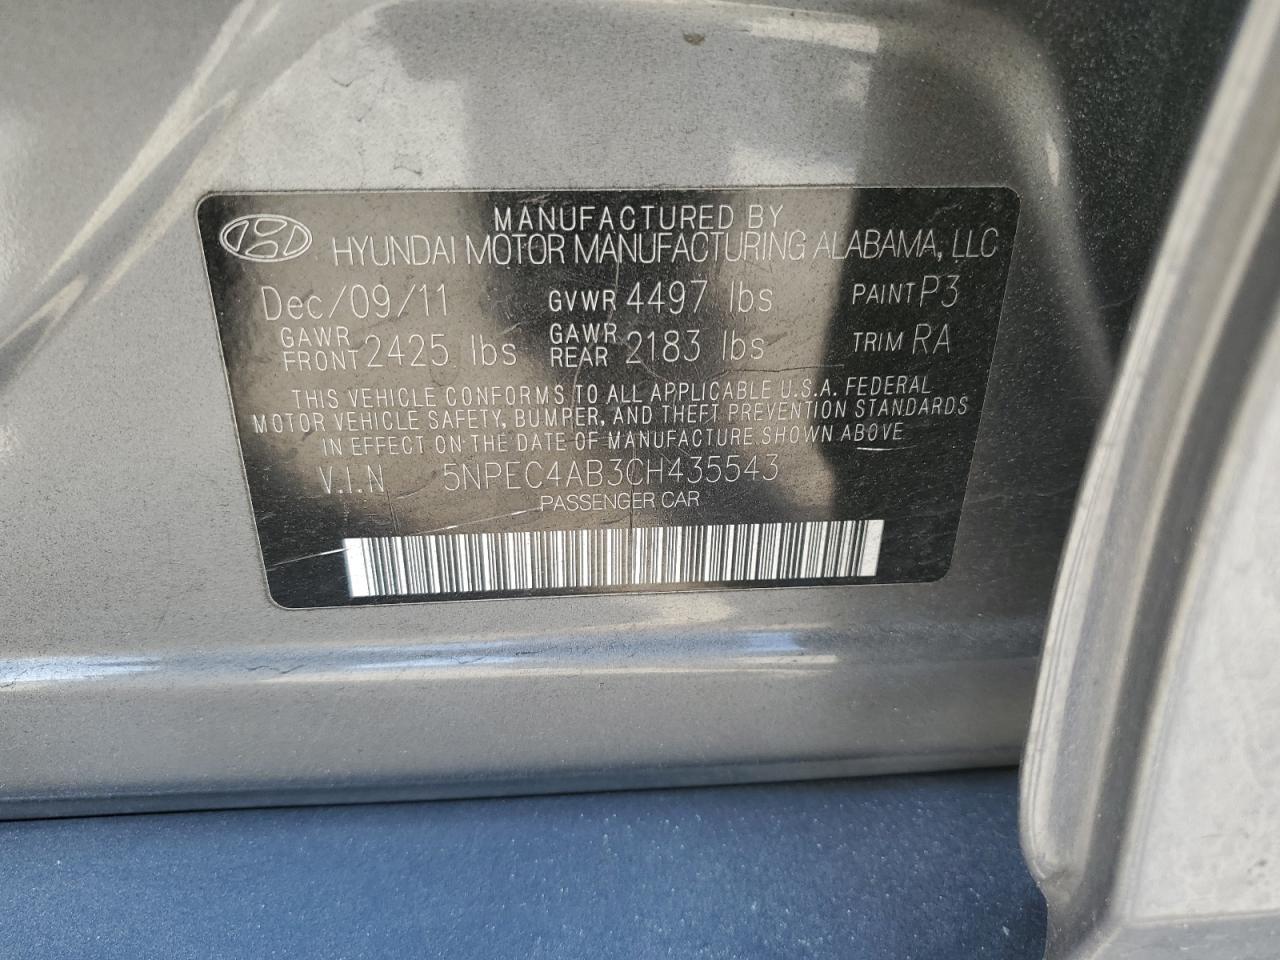 MANUFACTURED BY
HYUNDAI MOTOR MANUFACTURING ALABAMA, LLC
Dec/09/11 GVWR 4497 lbs PAINT P3
GAWR FRONT 2425 lbs GAWR REAR 2183 lbs TRIM RA
THIS VEHICLE CONFORMS TO ALL APPLICABLE U.S.A. FEDERAL
MOTOR VEHICLE SAFETY, BUMPER, AND THEFT PREVENTION STANDARDS
IN EFFECT ON THE DATE OF MANUFACTURE SHOWN ABOVE
V.I.N 5NPEC4AB3CH435543
PASSENGER CAR